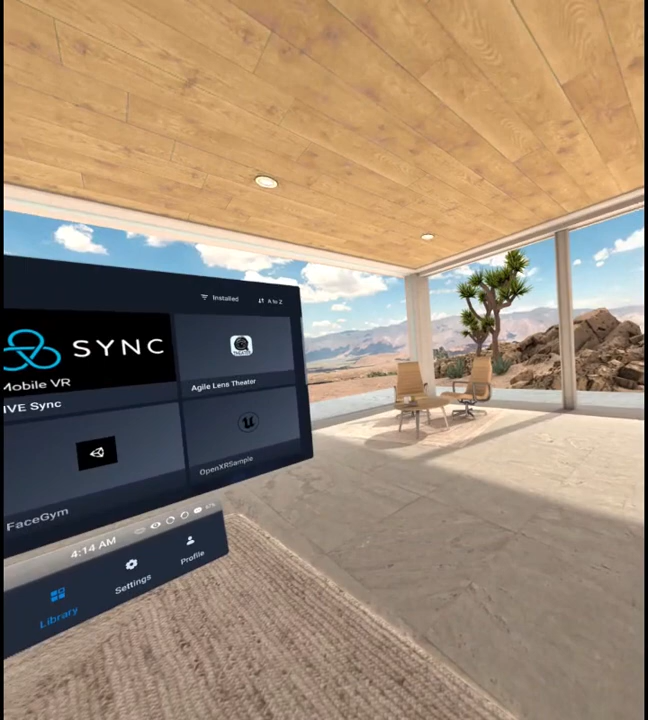 Installed
A to Z
SYNC
Mobile VR
IVE Sync
Agile Lens Theater
FaceGym
OpenXRSample
4:14 AM
Library
Settings
Profile